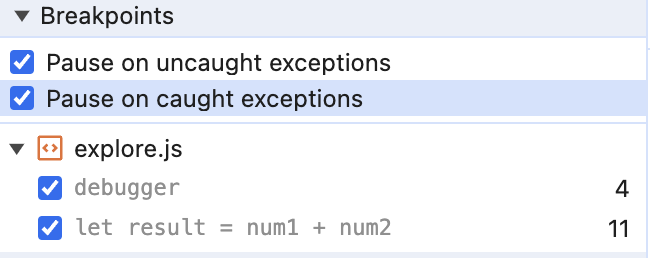 Breakpoints
Pause on uncaught exceptions
Pause on caught exceptions
explore.js
debugger 4
let result = num1 + num2 11